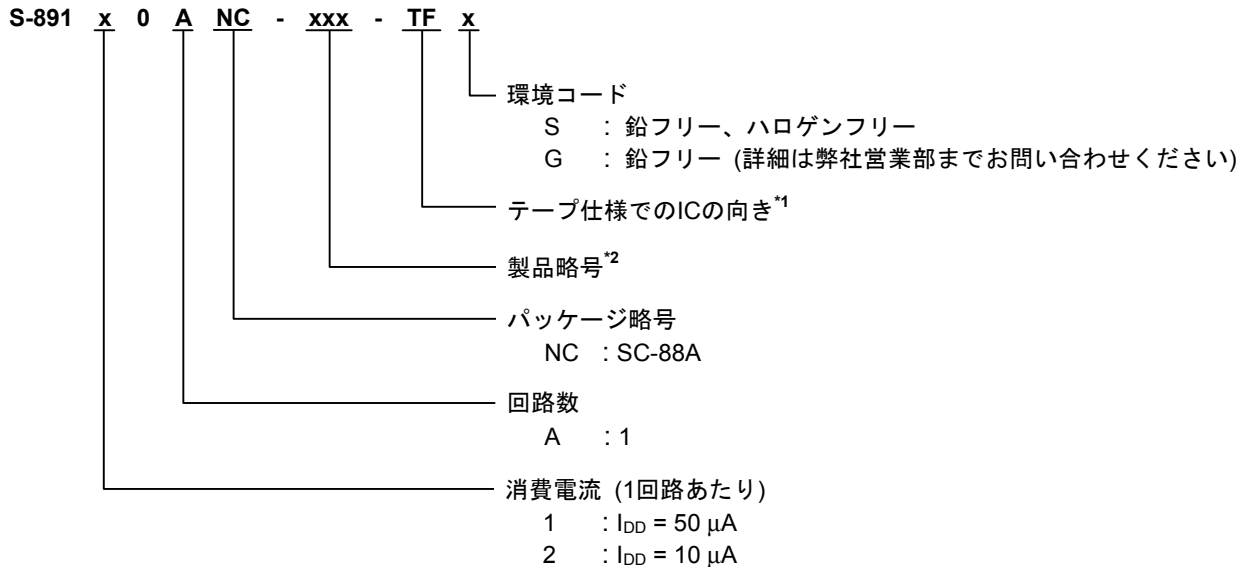 S-891 x 0 A NC - xxx - TF x
環境コード
S : 鉛フリー、ハロゲンフリー
G : 鉛フリー (詳細は弊社営業部までお問い合わせください)
テープ仕様でのICの向き*1
製品略号*2
パッケージ略号
NC : SC-88A
回路数
A : 1
消費電流 (1回路あたり)
1 : IDD = 50 μA
2 : IDD = 10 μA